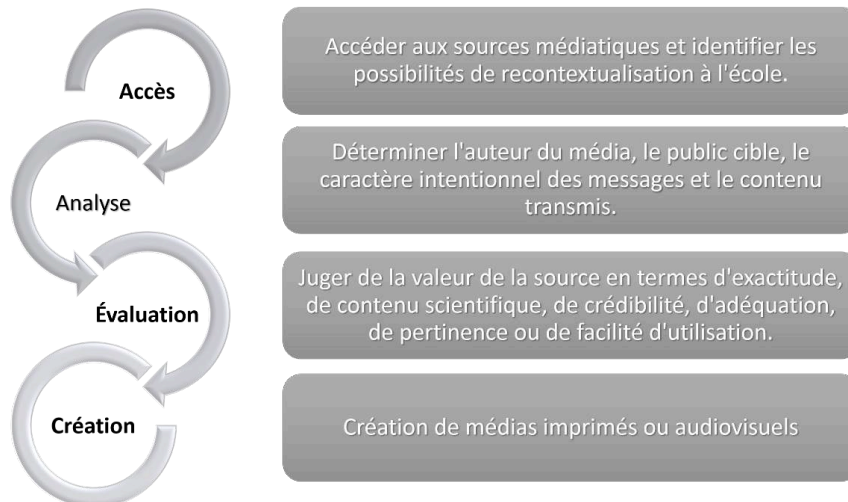 Accès
Accéder aux sources médiatiques et identifier les
possibilités de recontextualisation à l'école.
Analyse
Déterminer l'auteur du média, le public cible, le
caractère intentionnel des messages et le contenu
transmis.
Évaluation
Juger de la valeur de la source en termes d'exactitude,
de contenu scientifique, de crédibilité, d'adéquation,
de pertinence ou de facilité d'utilisation.
Création
Création de médias imprimés ou audiovisuels